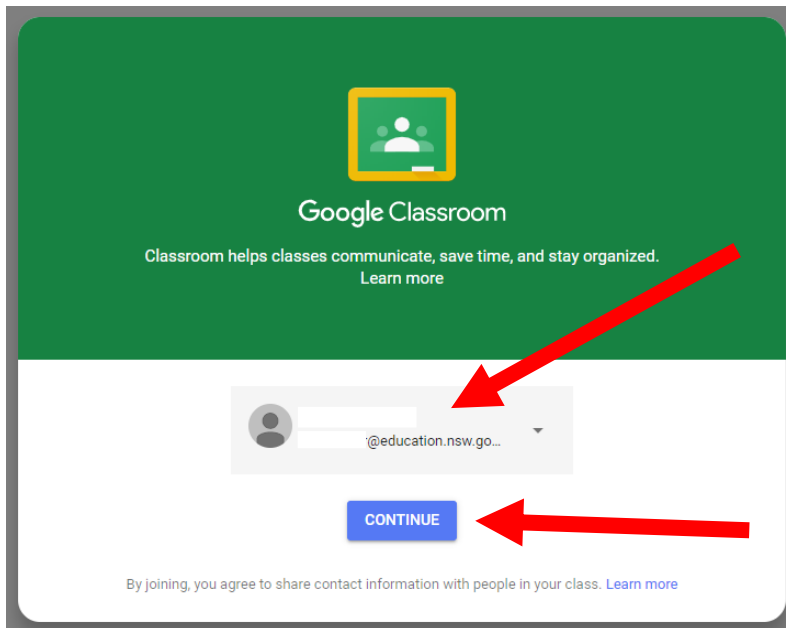 Google Classroom
Classroom helps classes communicate, save time, and stay organized.
Learn more
@education.nsw.go...
CONTINUE
By joining, you agree to share contact information with people in your class. Learn more